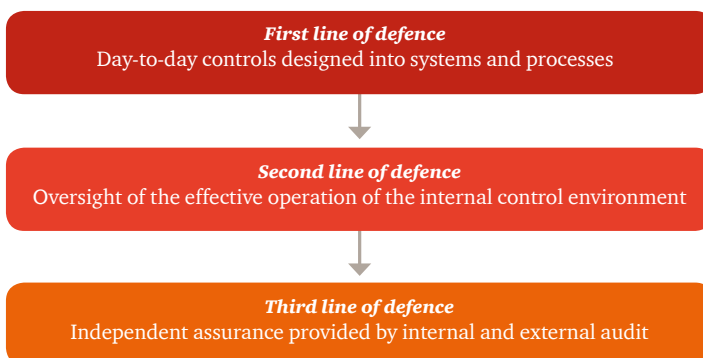 First line of defence
Day-to-day controls designed into systems and processes
Second line of defence
Oversight of the effective operation of the internal control environment
Third line of defence
Independent assurance provided by internal and external audit